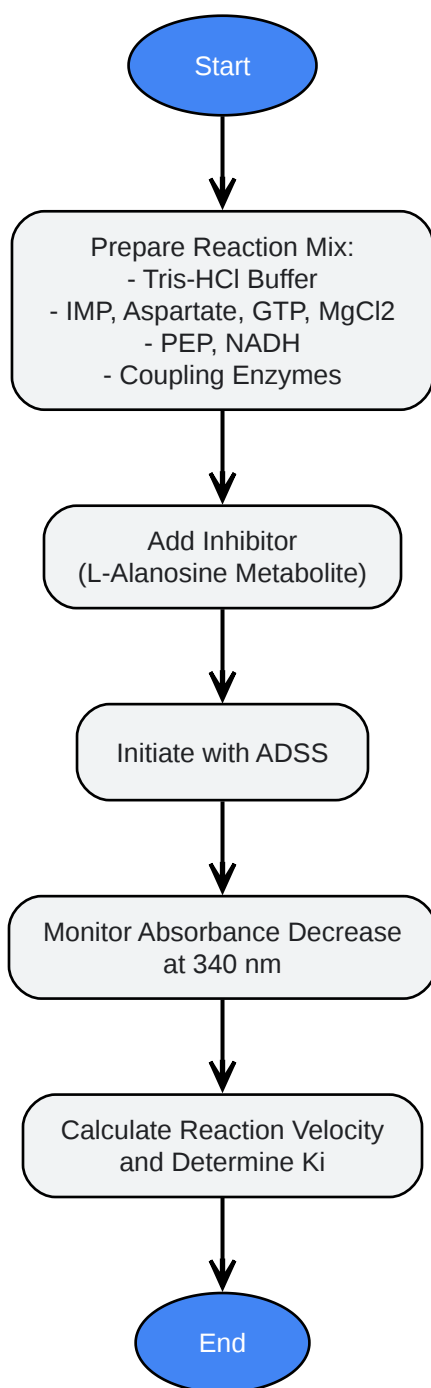 Start
Prepare Reaction Mix:
- Tris-HCl Buffer
- IMP, Aspartate, GTP, MgCl2
- PEP, NADH
- Coupling Enzymes
Add Inhibitor
(L-Alanosine Metabolite)
Initiate with ADSS
Monitor Absorbance Decrease
at 340 nm
Calculate Reaction Velocity
and Determine Ki
End